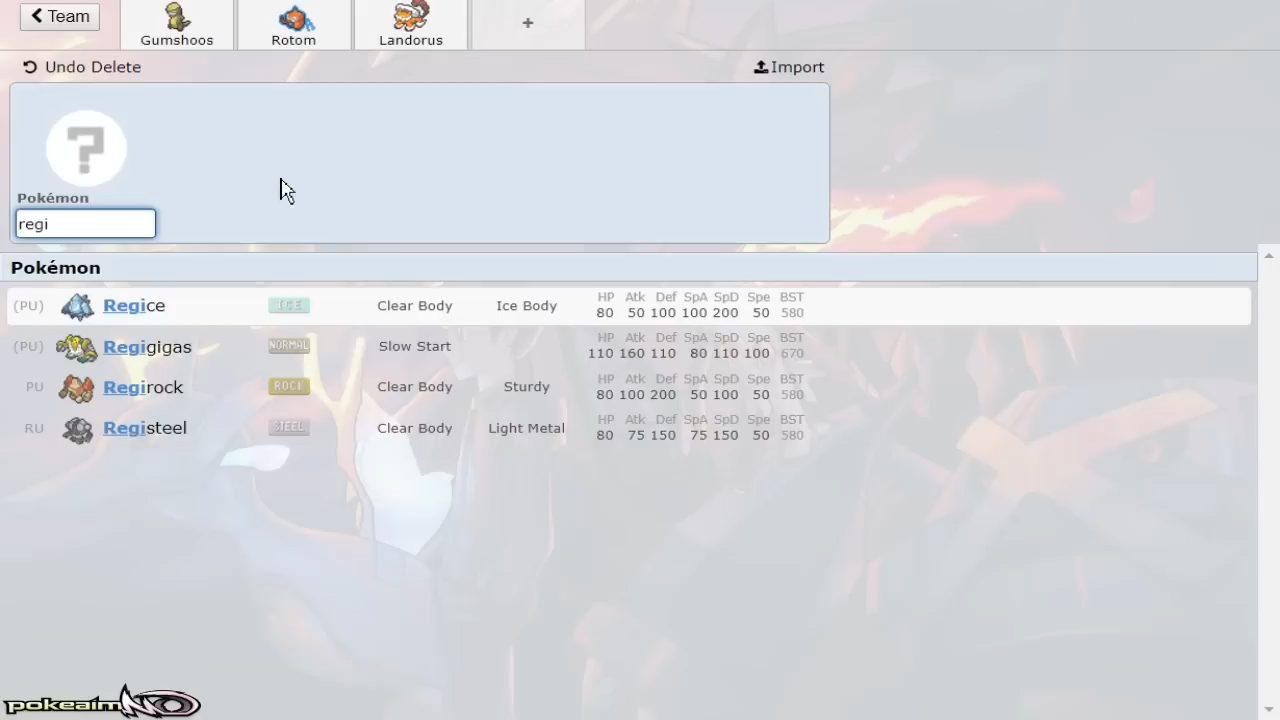 Team
Gumshoos
Rotom
Landorus
+
Undo Delete
Import
?
Pokémon
regi
Pokémon
(PU) Regice ICE Clear Body Ice Body HP 80 Atk 50 Def 100 SpA 100 SpD 200 Spe 50 BST 580
(PU) Regigigas NORMAL Slow Start HP 110 Atk 160 Def 110 SpA 80 SpD 110 Spe 100 BST 670
PU Regirock ROCK Clear Body Sturdy HP 80 Atk 100 Def 200 SpA 50 SpD 100 Spe 50 BST 580
RU Registeel STEEL Clear Body Light Metal HP 80 Atk 75 Def 150 SpA 75 SpD 150 Spe 50 BST 580
pokeaimMD